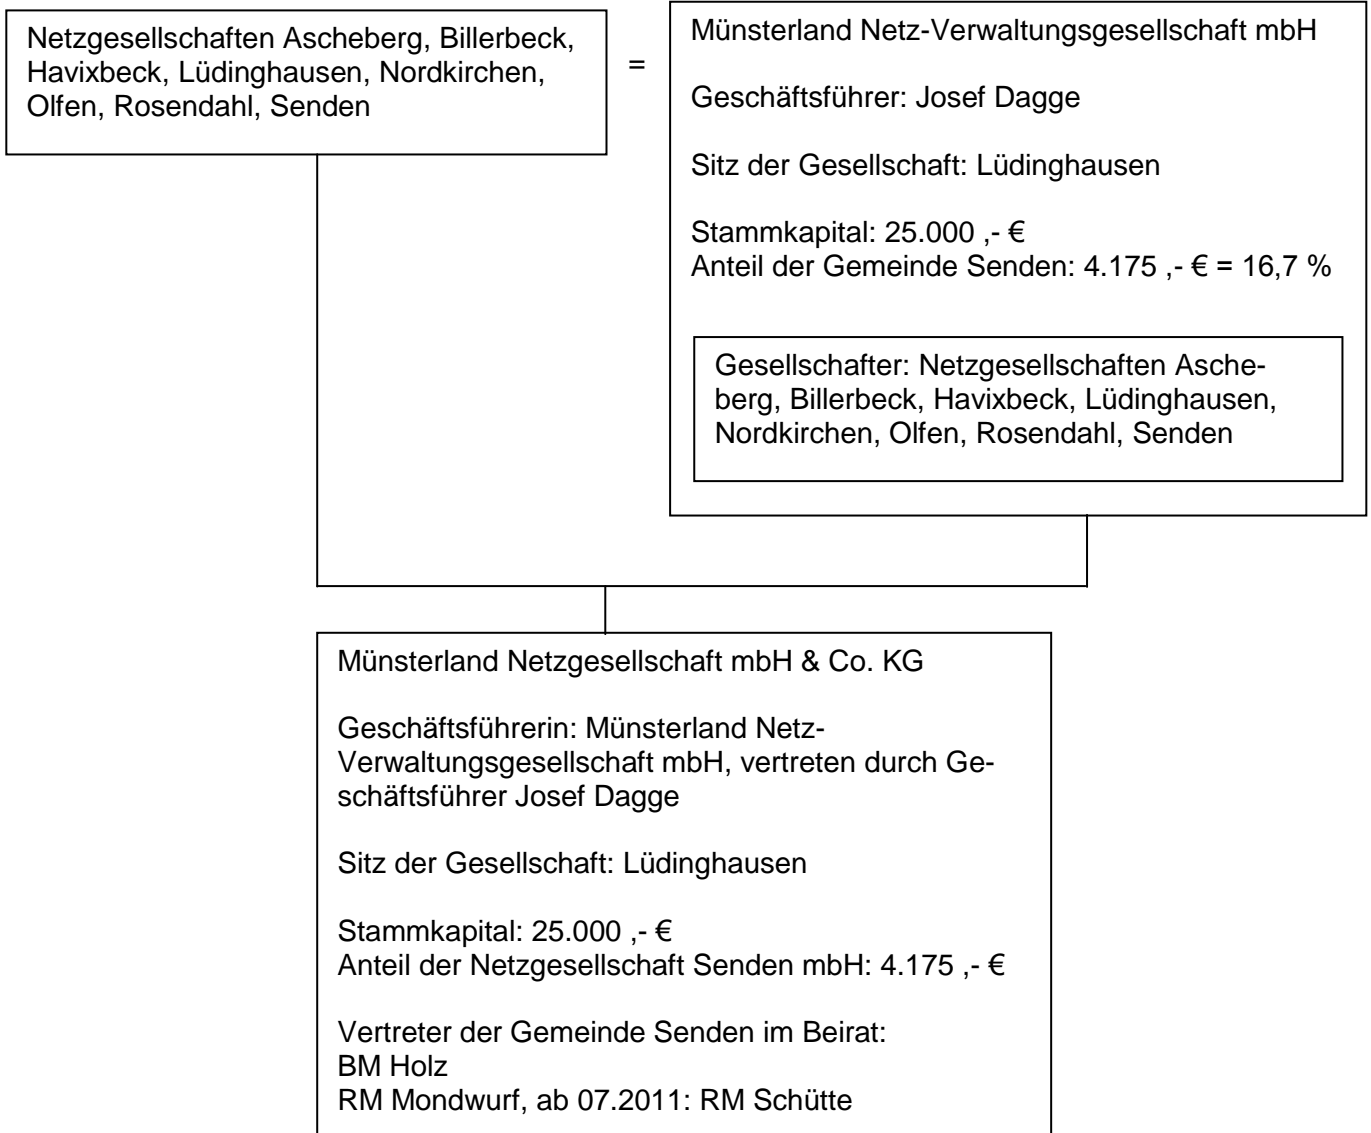 Netzgesellschaften Ascheberg, Billerbeck,
Havixbeck, Lüdinghausen, Nordkirchen,
Olfen, Rosendahl, Senden
=
Münsterland Netz-Verwaltungsgesellschaft mbH
Geschäftsführer: Josef Dagge
Sitz der Gesellschaft: Lüdinghausen
Stammkapital: 25.000 ,- €
Anteil der Gemeinde Senden: 4.175 ,- € = 16,7 %
Gesellschafter: Netzgesellschaften Asche-
berg, Billerbeck, Havixbeck, Lüdinghausen,
Nordkirchen, Olfen, Rosendahl, Senden
Münsterland Netzgesellschaft mbH & Co. KG
Geschäftsführerin: Münsterland Netz-
Verwaltungsgesellschaft mbH, vertreten durch Ge-
schäftsführer Josef Dagge
Sitz der Gesellschaft: Lüdinghausen
Stammkapital: 25.000 ,- €
Anteil der Netzgesellschaft Senden mbH: 4.175 ,- €
Vertreter der Gemeinde Senden im Beirat:
BM Holz
RM Mondwurf, ab 07.2011: RM Schütte